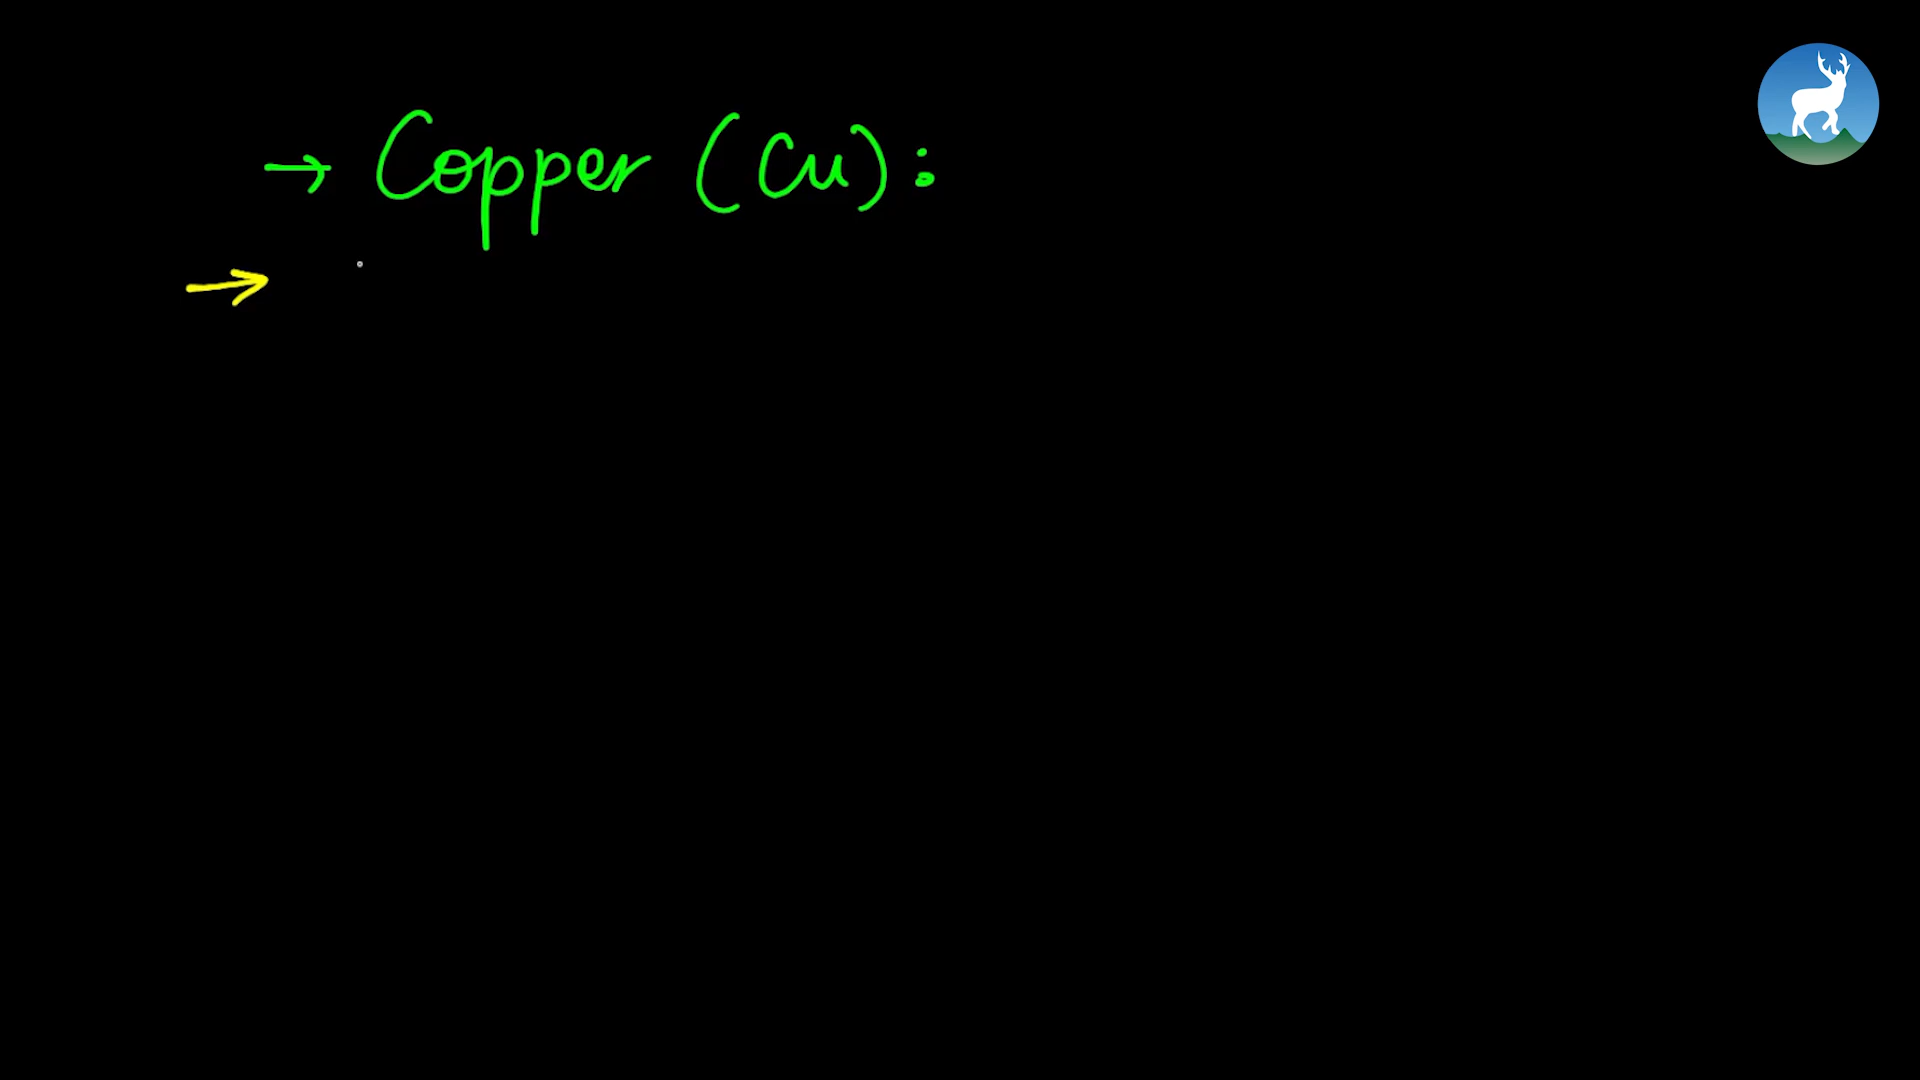 → Copper (Cu):
→